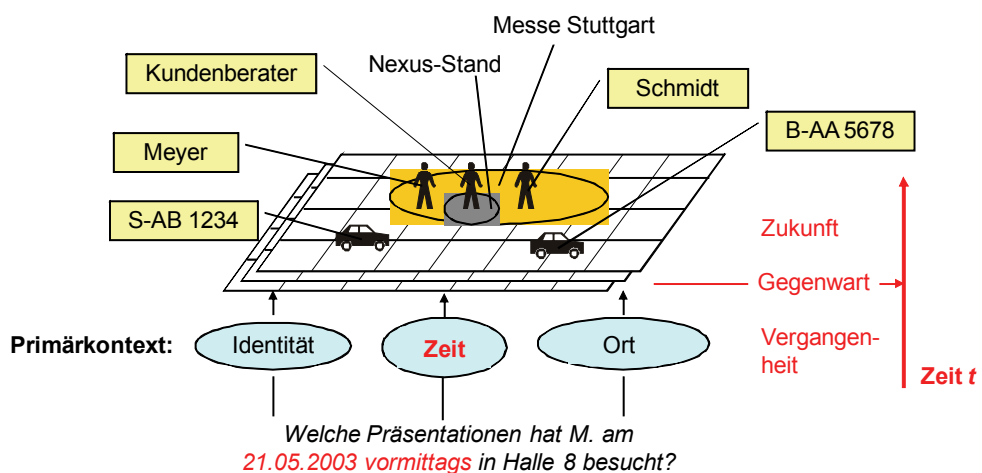 Messe Stuttgart
Nexus-Stand
Kundenberater
Schmidt
B-AA 5678
Meyer
S-AB 1234
Zukunft
Gegenwart
Vergangen-
heit
Zeit t
Primärkontext:
Identität
Zeit
Ort
Welche Präsentationen hat M. am
21.05.2003 vormittags in Halle 8 besucht?